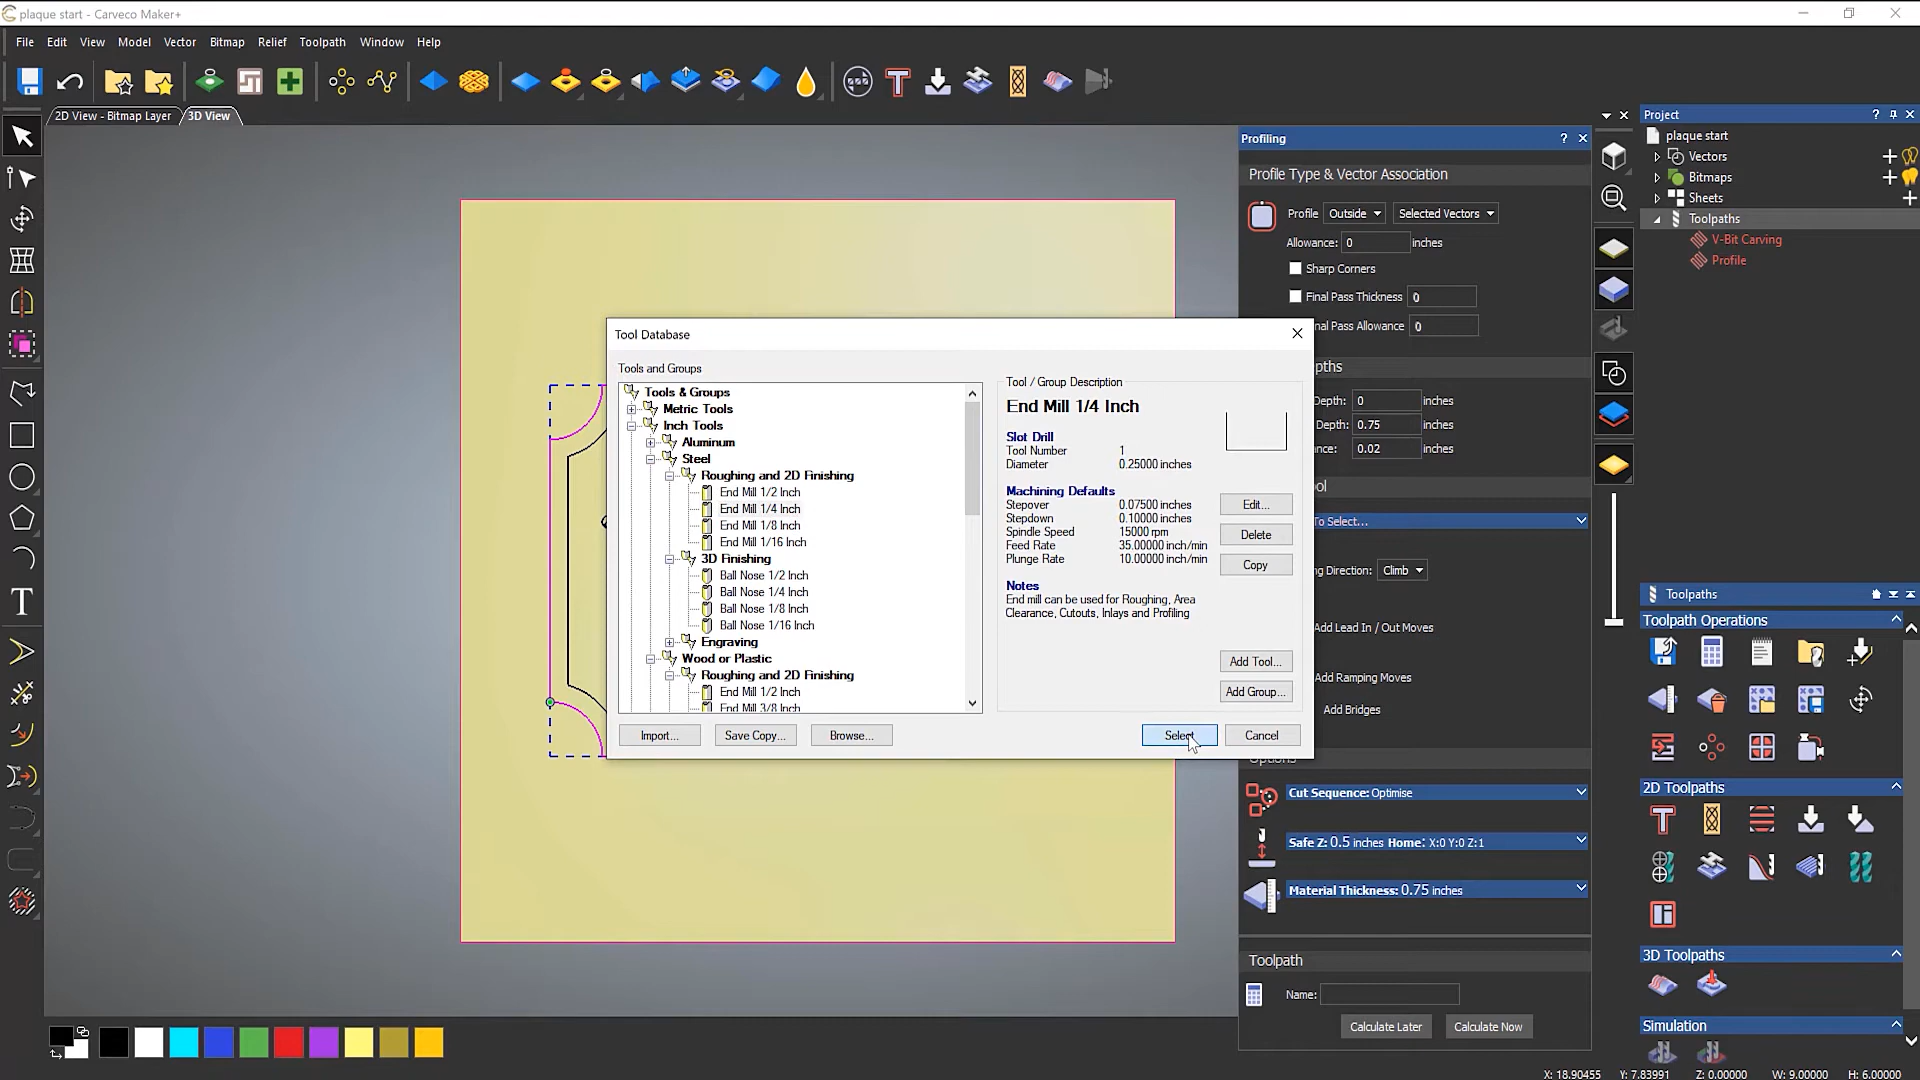 plaque start - Carveco Maker+
File Edit View Model Vector Bitmap Relief Toolpath Window Help
2D View - Bitmap Layer
3D View
Profiling
?
Profile Type & Vector Association
Profile Outside Selected Vectors
Allowance: 0 inches
Sharp Corners
Final Pass Thickness 0
nal Pass Allowance 0
pths
Depth: 0 inches
Depth: 0.75 inches
nce: 0.02 inches
ol
To Select...
ng Direction: Climb
Add Lead In / Out Moves
Add Ramping Moves
Add Bridges
Options
Cut Sequence: Optimise
Safe Z: 0.5 inches Home: X:0 Y:0 Z:1
Material Thickness: 0.75 inches
Toolpath
Name:
Calculate Later
Calculate Now
Tool Database
Tools and Groups
Tools & Groups
Metric Tools
Inch Tools
Aluminum
Steel
Roughing and 2D Finishing
End Mill 1/2 Inch
End Mill 1/4 Inch
End Mill 1/8 Inch
End Mill 1/16 Inch
3D Finishing
Ball Nose 1/2 Inch
Ball Nose 1/4 Inch
Ball Nose 1/8 Inch
Ball Nose 1/16 Inch
Engraving
Wood or Plastic
Roughing and 2D Finishing
End Mill 1/2 Inch
End Mill 3/8 Inch
Import...
Save Copy...
Browse...
Tool / Group Description
End Mill 1/4 Inch
Slot Drill
Tool Number 1
Diameter 0.25000 inches
Machining Defaults
Stepover 0.07500 inches
Stepdown 0.10000 inches
Spindle Speed 15000 rpm
Feed Rate 35.00000 inch/min
Plunge Rate 10.00000 inch/min
Notes
End mill can be used for Roughing, Area
Clearance, Cutouts, Inlays and Profiling
Edit...
Delete
Copy
Add Tool...
Add Group...
Select
Cancel
Project
?
plaque start
Vectors
Bitmaps
Sheets
Toolpaths
V-Bit Carving
Profile
Toolpaths
Toolpath Operations
2D Toolpaths
3D Toolpaths
Simulation
X: 18.90455 Y: 7.83991 Z: 0.00000 W: 9.00000 H: 6.00000